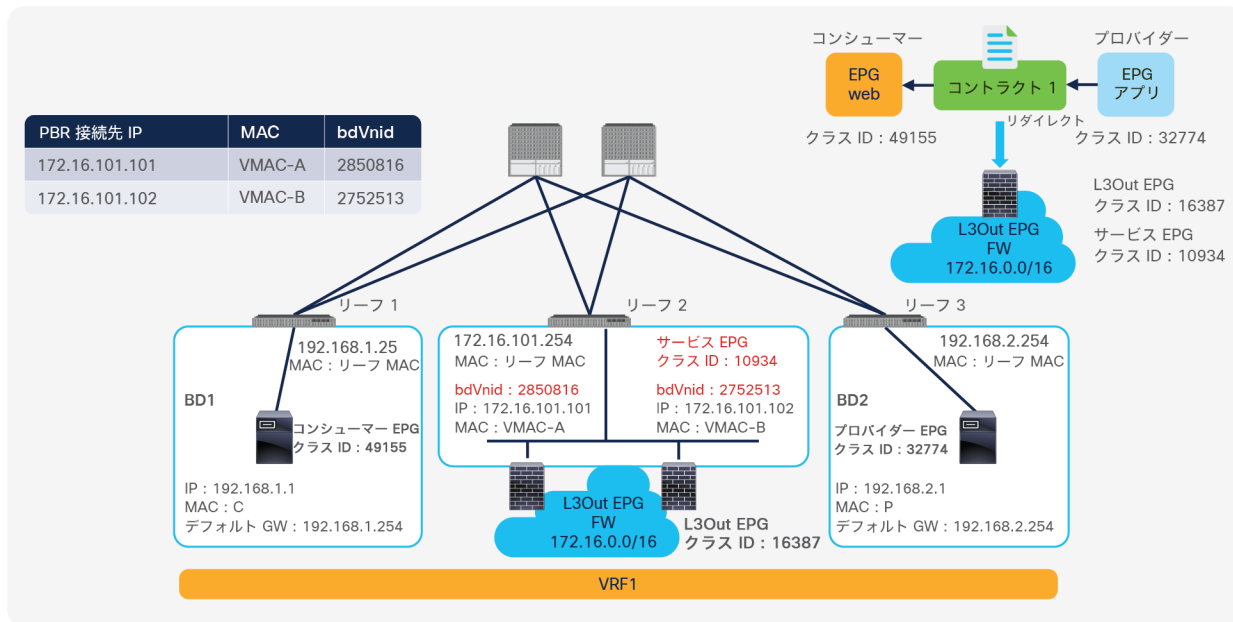 コンシューマー
プロバイダー
EPG
web
コントラクト 1
EPG
アプリ
リダイレクト
クラス ID：49155
クラス ID：32774
PBR 接続先 IP MAC bdVnid
172.16.101.101 VMAC-A 2850816
172.16.101.102 VMAC-B 2752513
L3Out EPG
クラス ID：16387
サービス EPG
クラス ID：10934
L3Out EPG
FW
172.16.0.0/16
リーフ 1
リーフ 2
リーフ 3
192.168.1.25
MAC：リーフ MAC
BD1
コンシューマー EPG
クラス ID：49155
IP：192.168.1.1
MAC：C
デフォルト GW：192.168.1.254
172.16.101.254
MAC：リーフ MAC
サービス EPG
クラス ID：10934
bdVnid：2850816
IP：172.16.101.101
MAC：VMAC-A
bdVnid：2752513
IP：172.16.101.102
MAC：VMAC-B
L3Out EPG
FW
172.16.0.0/16
L3Out EPG
クラス ID：16387
192.168.2.254
MAC：リーフ MAC
BD2
プロバイダー EPG
クラス ID：32774
IP：192.168.2.1
MAC：P
デフォルト GW：192.168.2.254
VRF1